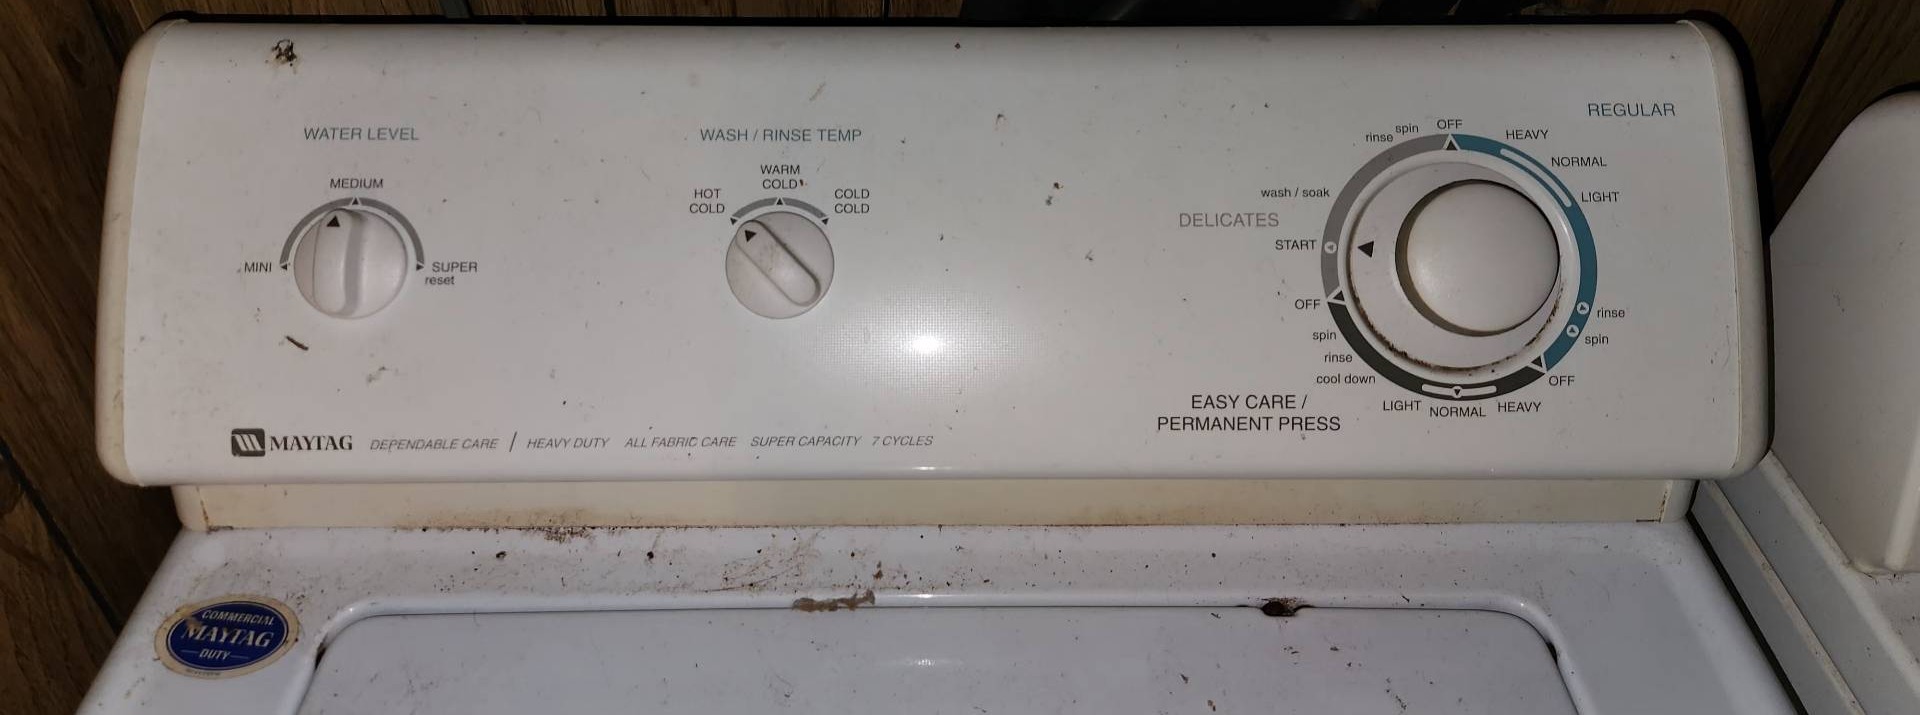 WATER LEVEL
MEDIUM
MINI
SUPER
reset
WASH / RINSE TEMP
HOT
COLD
WARM
COLD
COLD
COLD
REGULAR
OFF
HEAVY
NORMAL
LIGHT
rinse
spin
OFF
EASY CARE /
PERMANENT PRESS
HEAVY
NORMAL
LIGHT
cool down
rinse
spin
OFF
DELICATES
START
wash / soak
rinse
spin
MAYTAG DEPENDABLE CARE / HEAVY DUTY ALL FABRIC CARE SUPER CAPACITY 7 CYCLES
COMMERCIAL
MAYTAG
DUTY